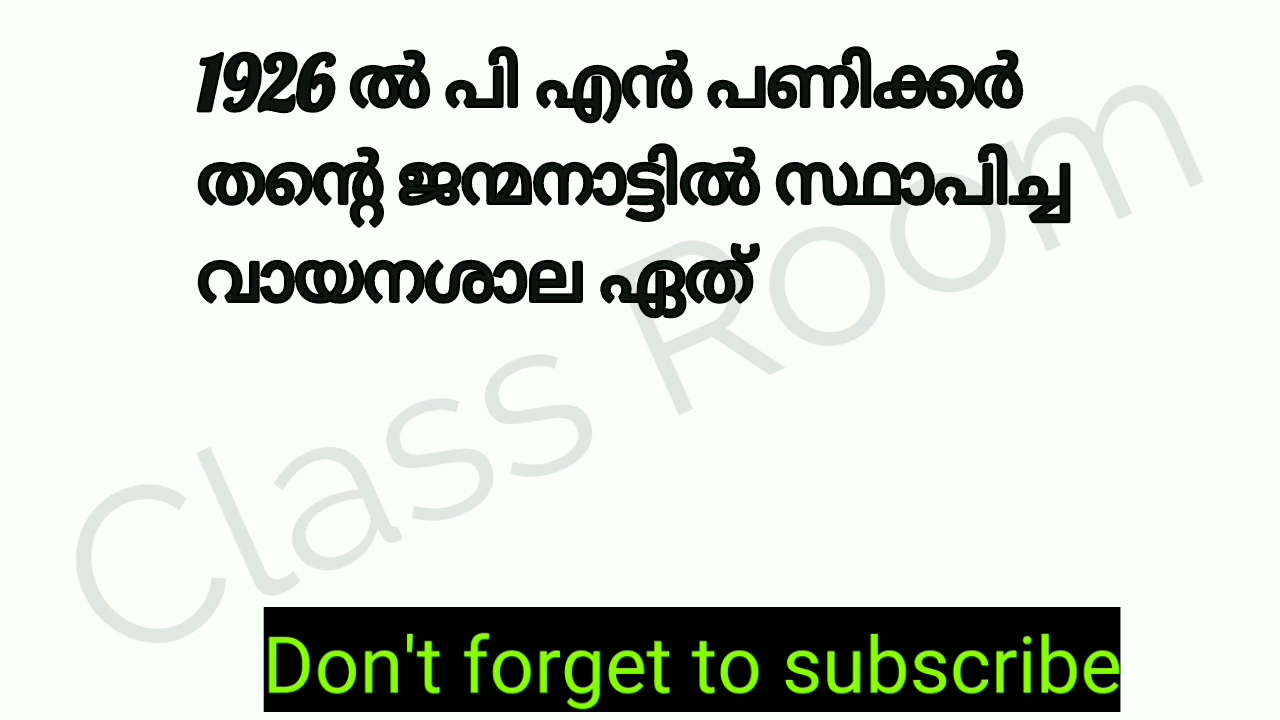 1926 ൽ പി എൻ പണിക്കർ
തന്റെ ജന്മനാട്ടിൽ സ്ഥാപിച്ച
വായനശാല ഏത്
Class Room
Don't forget to subscribe